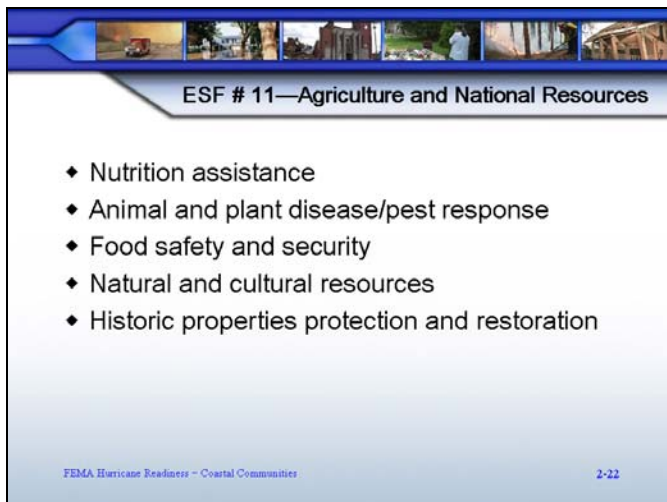 ESF # 11—Agriculture and National Resources
◆ Nutrition assistance
◆ Animal and plant disease/pest response
◆ Food safety and security
◆ Natural and cultural resources
◆ Historic properties protection and restoration
FEMA Hurricane Readiness – Coastal Communities 2-22